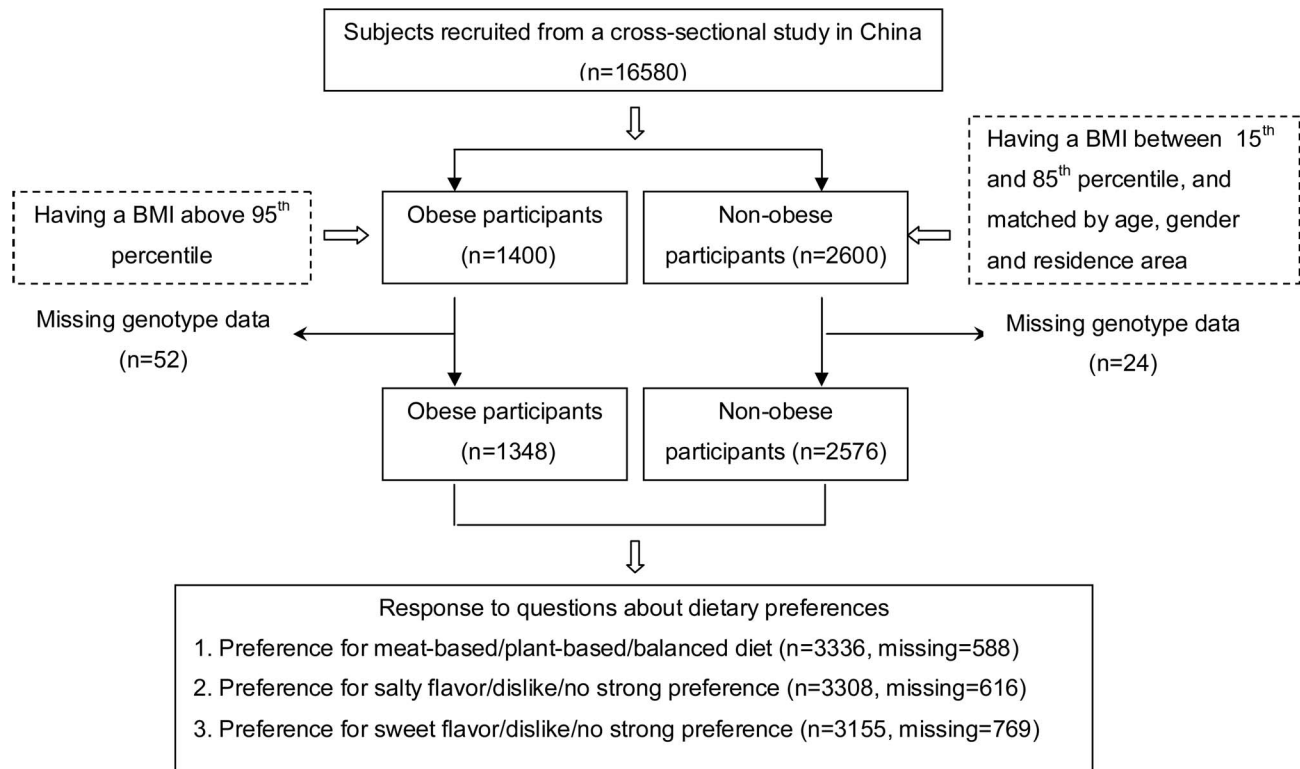 Subjects recruited from a cross-sectional study in China
(n=16580)
Having a BMI between 15th
and 85th percentile, and
matched by age, gender
and residence area
Having a BMI above 95th
percentile
Obese participants
(n=1400)
Non-obese
participants (n=2600)
Missing genotype data
(n=52)
Missing genotype data
(n=24)
Obese participants
(n=1348)
Non-obese
participants (n=2576)
Response to questions about dietary preferences
1. Preference for meat-based/plant-based/balanced diet (n=3336, missing=588)
2. Preference for salty flavor/dislike/no strong preference (n=3308, missing=616)
3. Preference for sweet flavor/dislike/no strong preference (n=3155, missing=769)